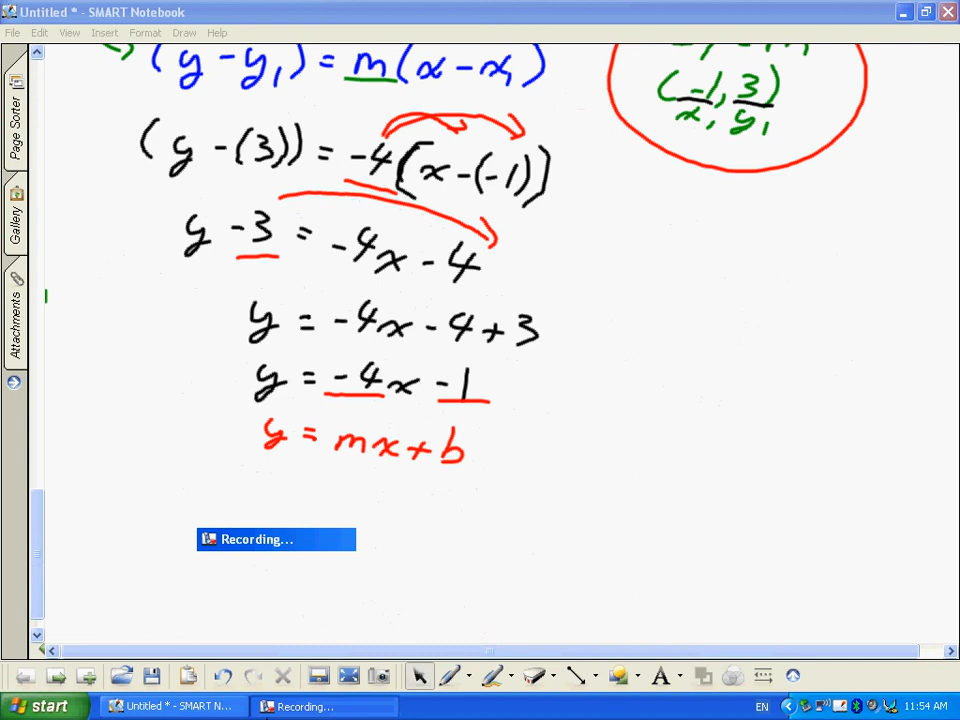 Untitled * - SMART Notebook
File Edit View Insert Format Draw Help
Page Sorter
Gallery
Attachments
(y - y₁) = m(x - x₁)
(-1, 3)
x₁ y₁
(y - (3)) = -4(x - (-1))
y - 3 = -4x - 4
y = -4x - 4 + 3
y = -4x - 1
y = mx + b
Recording...
A
start
Untitled * - SMART N...
Recording...
EN
11:54 AM